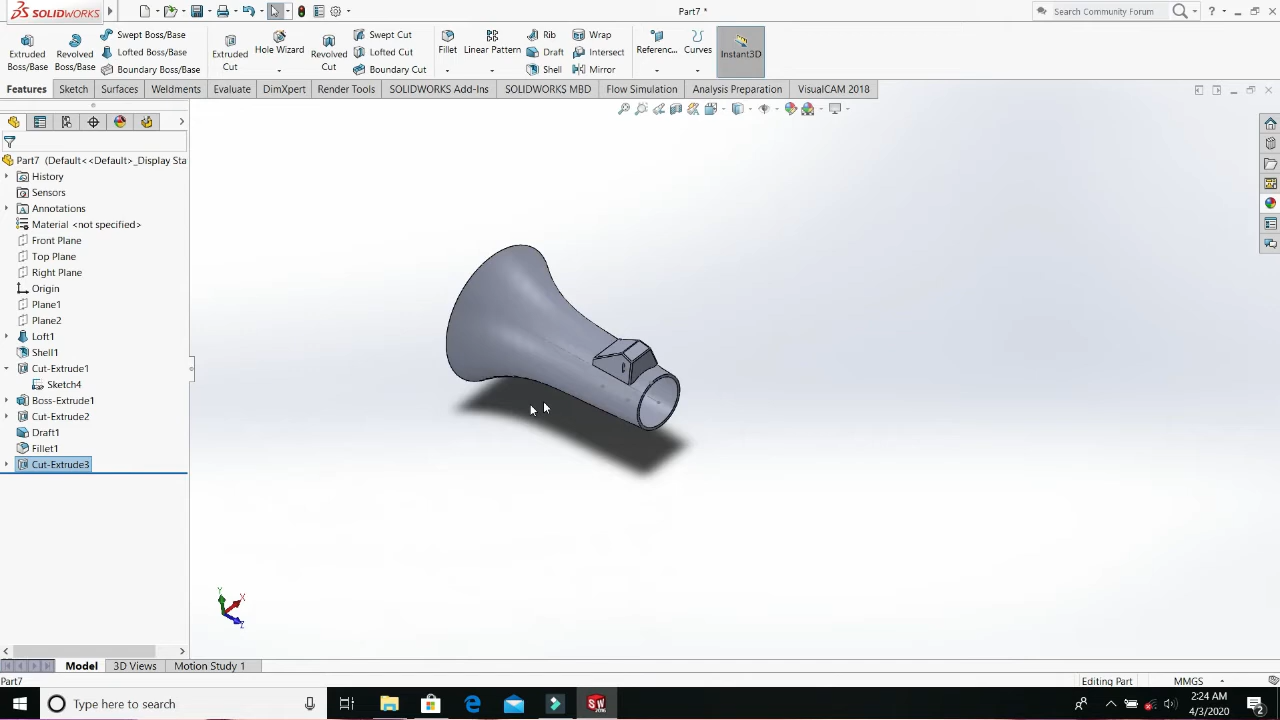 SOLIDWORKS
Part7 *
Search Community Forum
Extruded Boss/Base
Revolved Boss/Base
Swept Boss/Base
Lofted Boss/Base
Boundary Boss/Base
Extruded Cut
Hole Wizard
Revolved Cut
Swept Cut
Lofted Cut
Boundary Cut
Fillet
Linear Pattern
Rib
Draft
Shell
Wrap
Intersect
Mirror
Referenc...
Curves
Instant3D
Features
Sketch
Surfaces
Weldments
Evaluate
DimXpert
Render Tools
SOLIDWORKS Add-Ins
SOLIDWORKS MBD
Flow Simulation
Analysis Preparation
VisualCAM 2018
Part7 (Default<<Default>_Display Sta
History
Sensors
Annotations
Material <not specified>
Front Plane
Top Plane
Right Plane
Origin
Plane1
Plane2
Loft1
Shell1
Cut-Extrude1
Sketch4
Boss-Extrude1
Cut-Extrude2
Draft1
Fillet1
Cut-Extrude3
Y
X
Z
Model
3D Views
Motion Study 1
Part7
Editing Part
MMGS
Type here to search
2:24 AM
4/3/2020